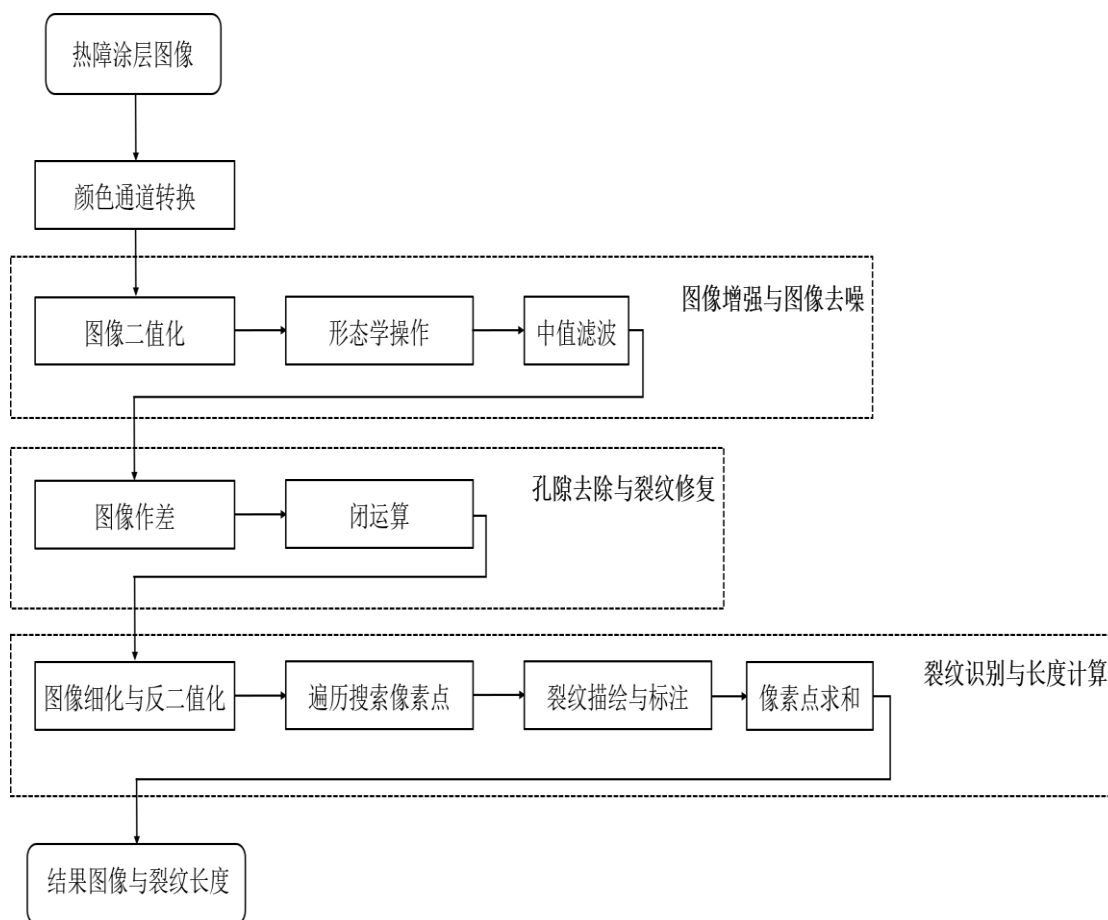 热障涂层图像
颜色通道转换
图像增强与图像去噪
图像二值化
形态学操作
中值滤波
孔隙去除与裂纹修复
图像作差
闭运算
裂纹识别与长度计算
图像细化与反二值化
遍历搜索像素点
裂纹描绘与标注
像素点求和
结果图像与裂纹长度